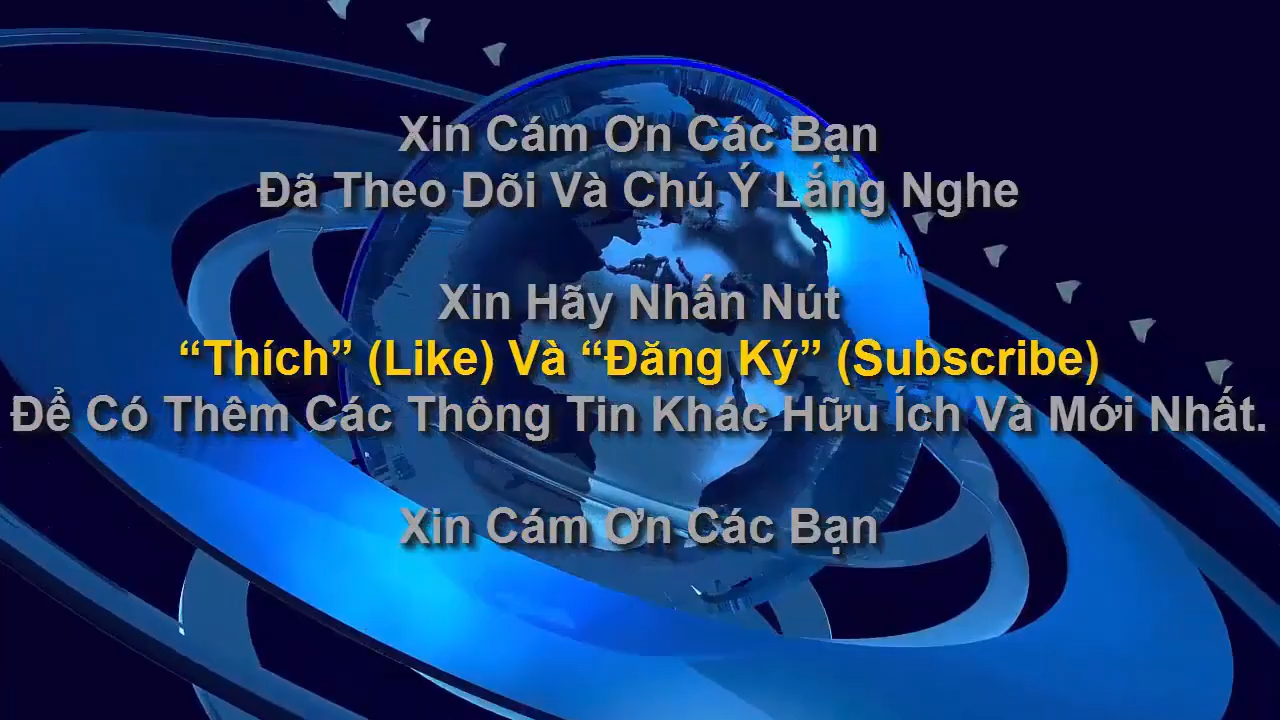 Xin Cám Ơn Các Bạn
Đã Theo Dõi Và Chú Ý Lắng Nghe
Xin Hãy Nhấn Nút
“Thích” (Like) Và “Đăng Ký” (Subscribe)
Để Có Thêm Các Thông Tin Khác Hữu Ích Và Mới Nhất.
Xin Cám Ơn Các Bạn